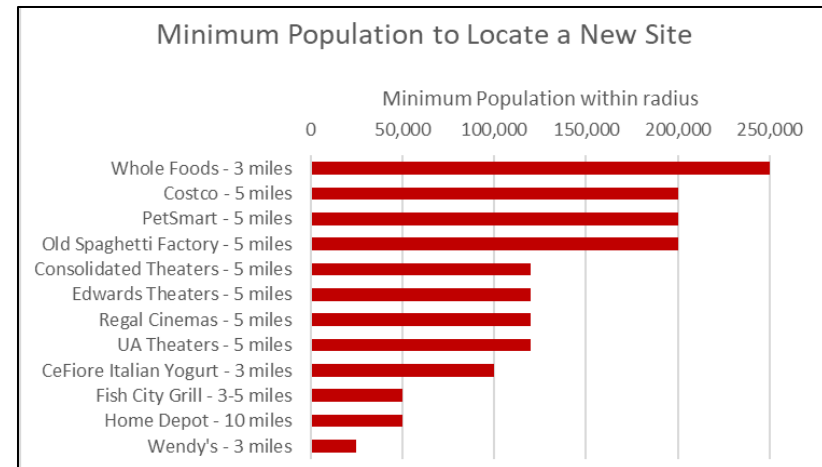 Minimum Population to Locate a New Site
Minimum Population within radius
0 50,000 100,000 150,000 200,000 250,000
Whole Foods - 3 miles
Costco - 5 miles
PetSmart - 5 miles
Old Spaghetti Factory - 5 miles
Consolidated Theaters - 5 miles
Edwards Theaters - 5 miles
Regal Cinemas - 5 miles
UA Theaters - 5 miles
CeFiore Italian Yogurt - 3 miles
Fish City Grill - 3-5 miles
Home Depot - 10 miles
Wendy's - 3 miles